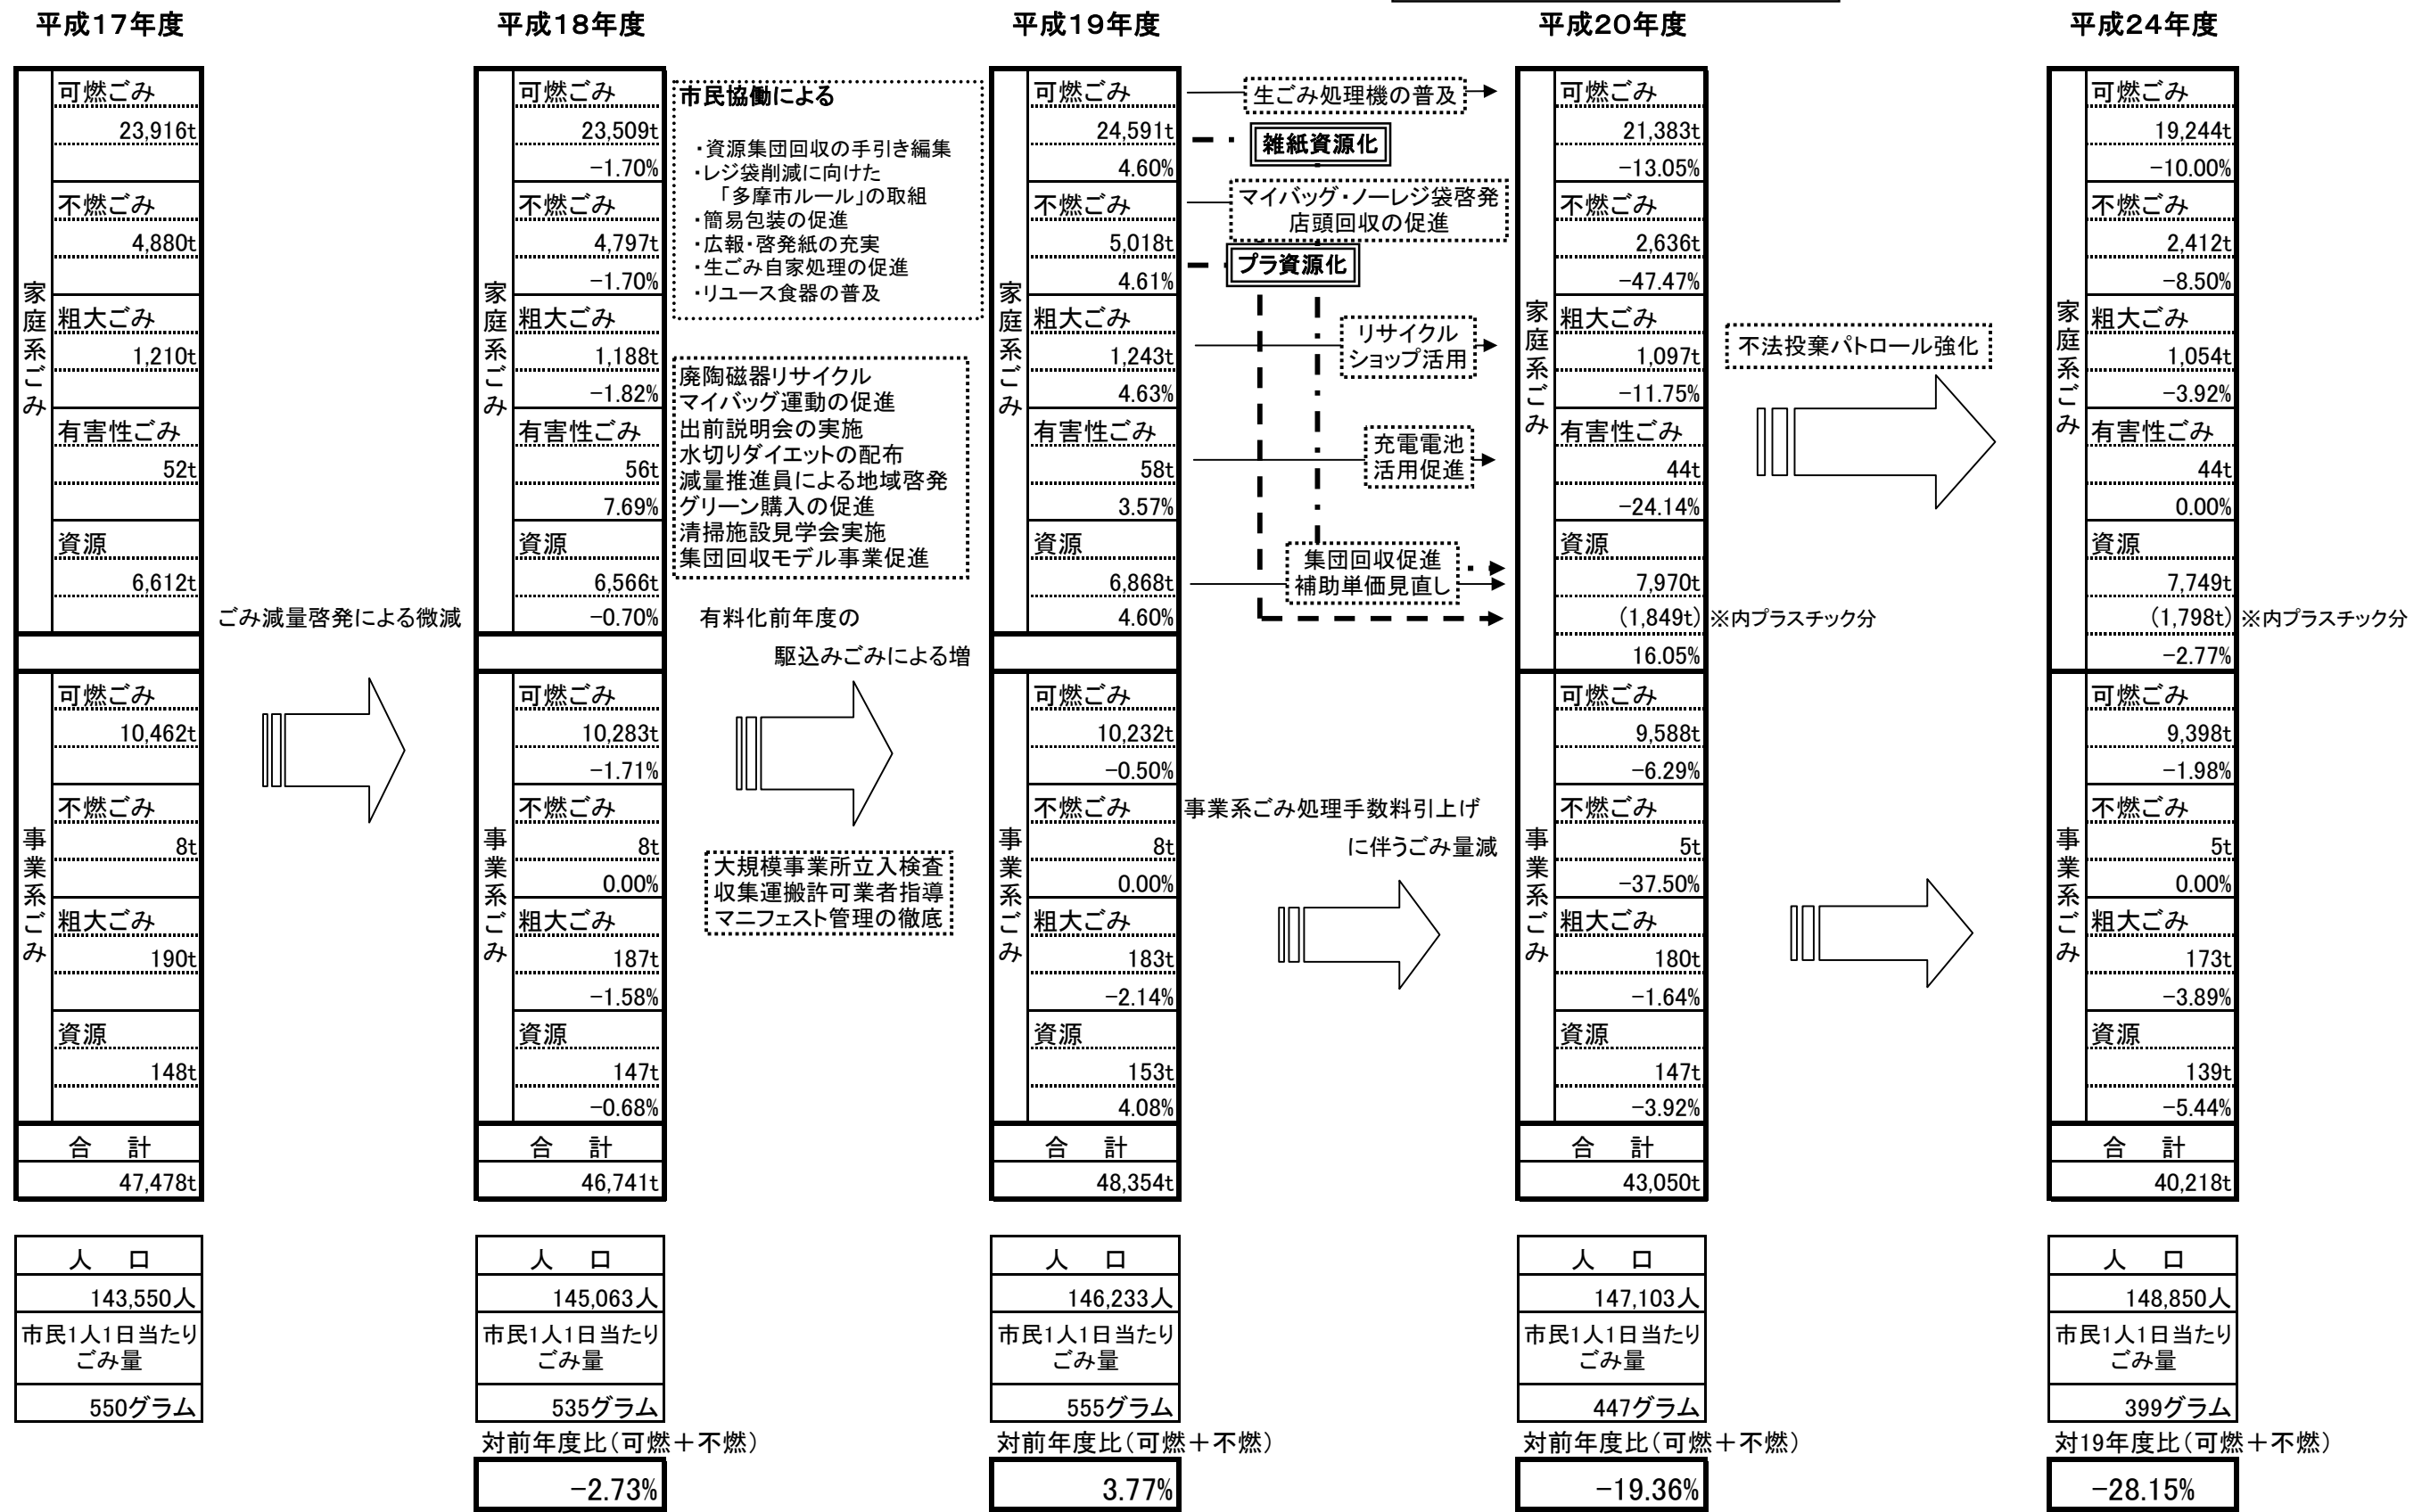 平成17年度
家庭系ごみ
可燃ごみ
23,916t
不燃ごみ
4,880t
粗大ごみ
1,210t
有害性ごみ
52t
資源
6,612t
事業系ごみ
可燃ごみ
10,462t
不燃ごみ
8t
粗大ごみ
190t
資源
148t
合 計
47,478t
人 口
143,550人
市民1人1日当たり
ごみ量
550グラム
ごみ減量啓発による微減
平成18年度
家庭系ごみ
可燃ごみ
23,509t
-1.70%
不燃ごみ
4,797t
-1.70%
粗大ごみ
1,188t
-1.82%
有害性ごみ
56t
7.69%
資源
6,566t
-0.70%
事業系ごみ
可燃ごみ
10,283t
-1.71%
不燃ごみ
8t
0.00%
粗大ごみ
187t
-1.58%
資源
147t
-0.68%
合 計
46,741t
人 口
145,063人
市民1人1日当たり
ごみ量
535グラム
対前年度比(可燃+不燃)
-2.73%
市民協働による
・資源集団回収の手引き編集
・レジ袋削減に向けた
「多摩市ルール」の取組
・簡易包装の促進
・広報・啓発紙の充実
・生ごみ自家処理の促進
・リユース食器の普及
廃陶磁器リサイクル
マイバッグ運動の促進
出前説明会の実施
水切りダイエットの配布
減量推進員による地域啓発
グリーン購入の促進
清掃施設見学会実施
集団回収モデル事業促進
有料化前年度の
駆込みごみによる増
大規模事業所立入検査
収集運搬許可業者指導
マニフェスト管理の徹底
平成19年度
家庭系ごみ
可燃ごみ
24,591t
4.60%
不燃ごみ
5,018t
4.61%
粗大ごみ
1,243t
4.63%
有害性ごみ
58t
3.57%
資源
6,868t
4.60%
事業系ごみ
可燃ごみ
10,232t
-0.50%
不燃ごみ
8t
0.00%
粗大ごみ
183t
-2.14%
資源
153t
4.08%
合 計
48,354t
人 口
146,233人
市民1人1日当たり
ごみ量
555グラム
対前年度比(可燃+不燃)
3.77%
生ごみ処理機の普及
雑紙資源化
マイバッグ・ノーレジ袋啓発
店頭回収の促進
プラ資源化
リサイクル
ショップ活用
充電電池
活用促進
集団回収促進
補助単価見直し
事業系ごみ処理手数料引上げ
に伴うごみ量減
平成20年度
家庭系ごみ
可燃ごみ
21,383t
-13.05%
不燃ごみ
2,636t
-47.47%
粗大ごみ
1,097t
-11.75%
有害性ごみ
44t
-24.14%
資源
7,970t
(1,849t) ※内プラスチック分
16.05%
事業系ごみ
可燃ごみ
9,588t
-6.29%
不燃ごみ
5t
-37.50%
粗大ごみ
180t
-1.64%
資源
147t
-3.92%
合 計
43,050t
人 口
147,103人
市民1人1日当たり
ごみ量
447グラム
対前年度比(可燃+不燃)
-19.36%
不法投棄パトロール強化
平成24年度
家庭系ごみ
可燃ごみ
19,244t
-10.00%
不燃ごみ
2,412t
-8.50%
粗大ごみ
1,054t
-3.92%
有害性ごみ
44t
0.00%
資源
7,749t
(1,798t) ※内プラスチック分
-2.77%
事業系ごみ
可燃ごみ
9,398t
-1.98%
不燃ごみ
5t
0.00%
粗大ごみ
173t
-3.89%
資源
139t
-5.44%
合 計
40,218t
人 口
148,850人
市民1人1日当たり
ごみ量
399グラム
対19年度比(可燃+不燃)
-28.15%